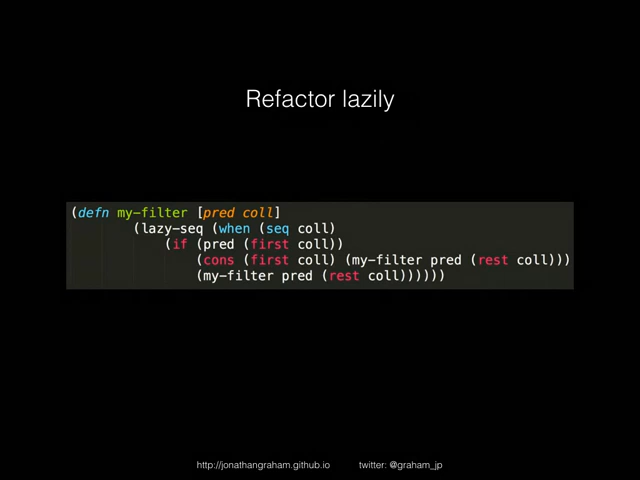 Refactor lazily
(defn my-filter [pred coll]
(lazy-seq (when (seq coll)
(if (pred (first coll))
(cons (first coll) (my-filter pred (rest coll)))
(my-filter pred (rest coll))))))
http://jonathangraham.github.io twitter: @graham_jp